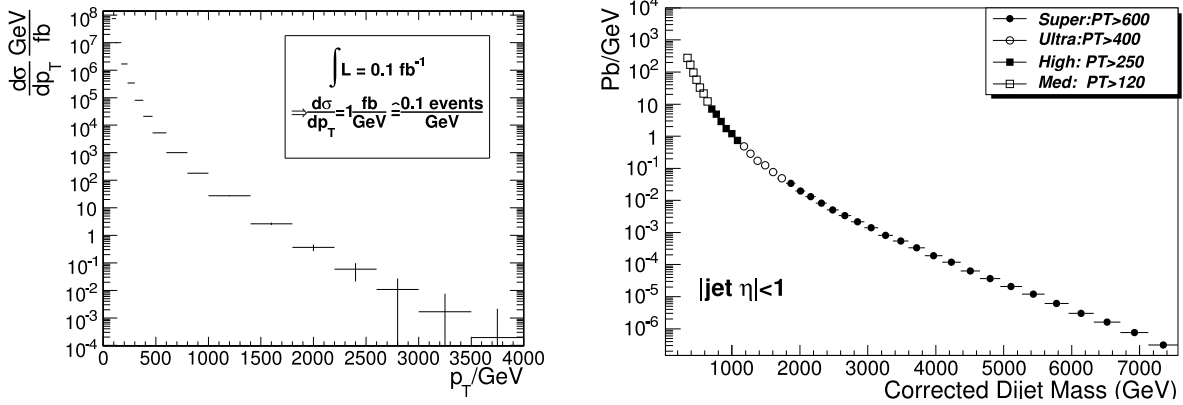 dσ/dp_T GeV/fb
10^8
10^7
10^6
10^5
10^4
10^3
10^2
10
1
10^-1
10^-2
10^-3
10^-4
0 500 1000 1500 2000 2500 3000 3500 4000
p_T/GeV
∫L = 0.1 fb^-1
⇒ dσ/dp_T = 1 fb/GeV ≙ 0.1 events/GeV
Pb/GeV
10^4
10^3
10^2
10
1
10^-1
10^-2
10^-3
10^-4
10^-5
10^-6
1000 2000 3000 4000 5000 6000 7000
Corrected Dijet Mass (GeV)
Super:PT>600
Ultra:PT>400
High: PT>250
Med: PT>120
|jet η|<1